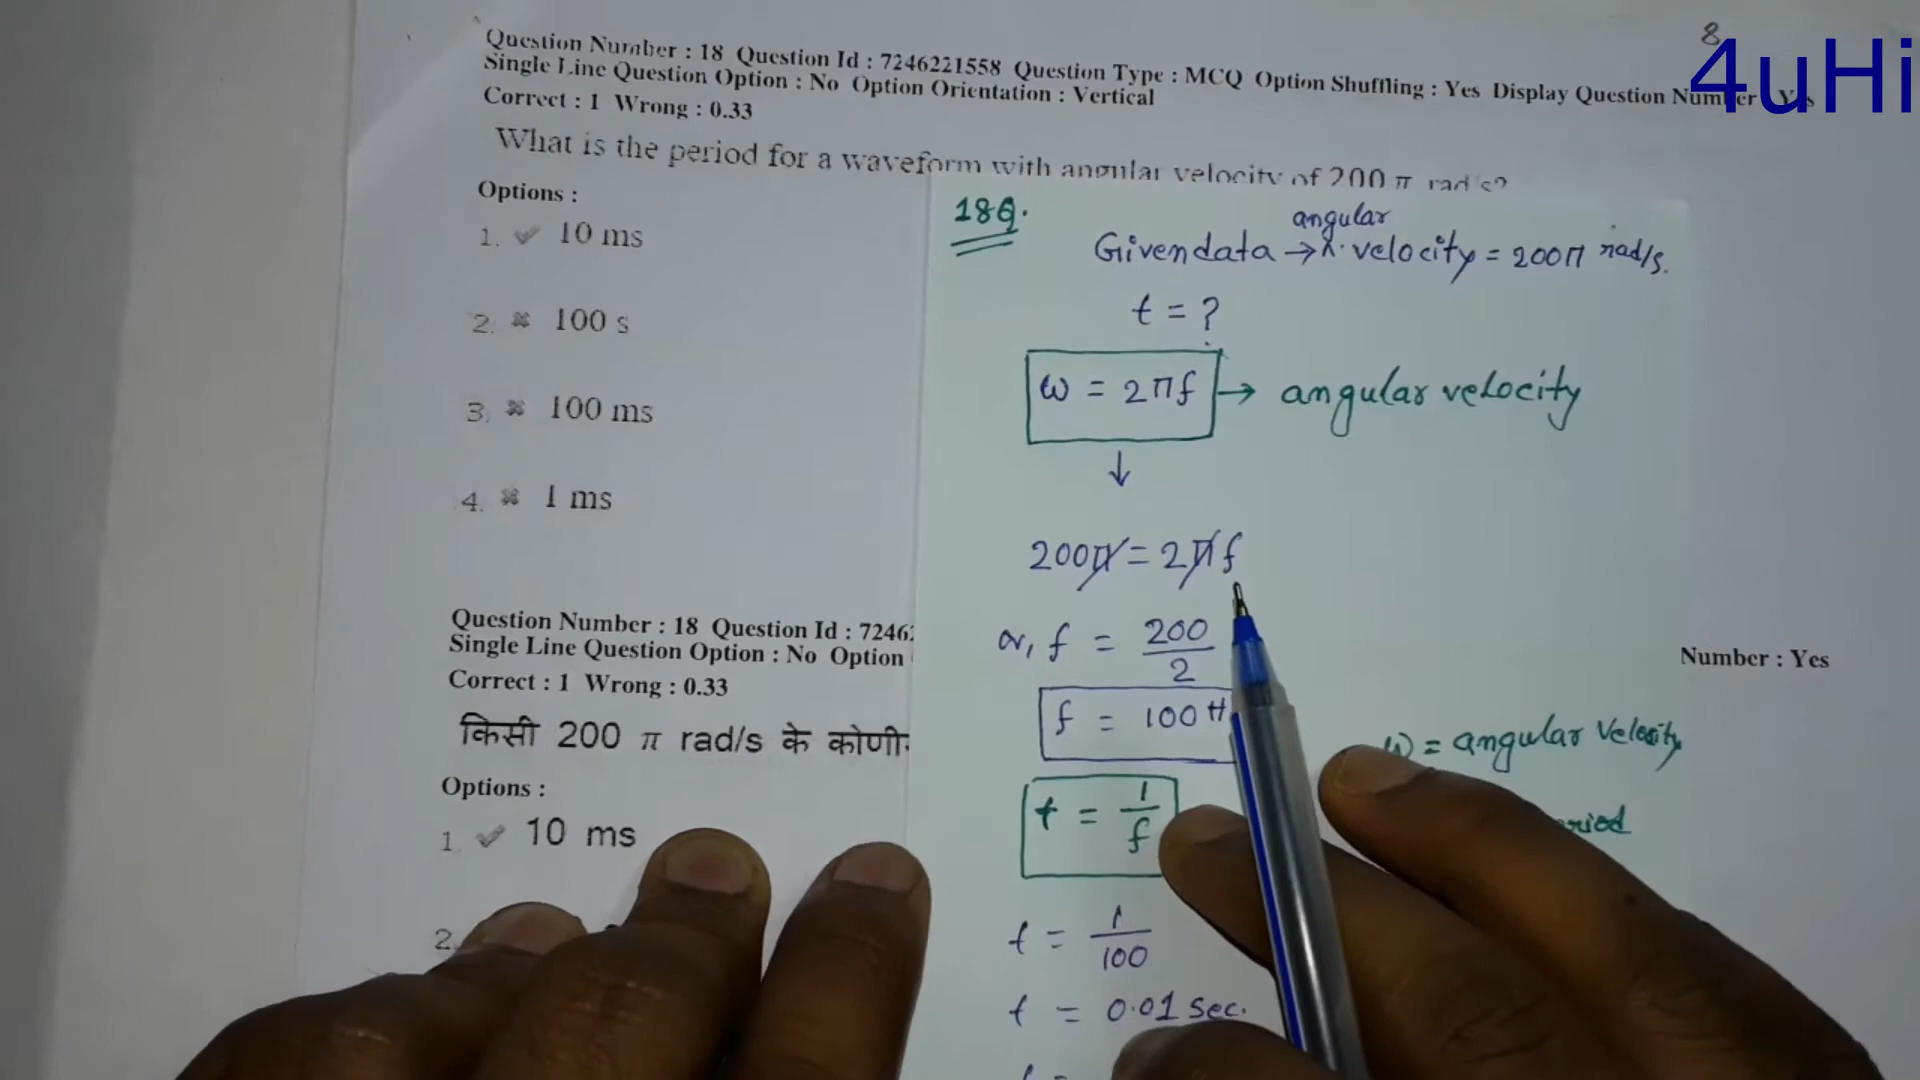 8
4uHi
Question Number : 18 Question Id : 7246221558 Question Type : MCQ Option Shuffling : Yes Display Question Number
Single Line Question Option : No Option Orientation : Vertical
Correct : 1 Wrong : 0.33
What is the period for a waveform with angular velocity of 200 π rad/s?
Options :
1. 10 ms
2. 100 s
3. 100 ms
4. 1 ms
18Q.
angular
Given data → velocity = 200π rad/s.
t = ?
ω = 2πf → angular velocity
↓
200π = 2πf
or, f = 200/2
f = 100 H
t = 1/f
t = 1/100
t = 0.01 sec.
ω = angular velocity
Question Number : 18 Question Id : 7246
Single Line Question Option : No Option
Number : Yes
Correct : 1 Wrong : 0.33
किसी 200 π rad/s के
Options :
1. 10 ms
2.